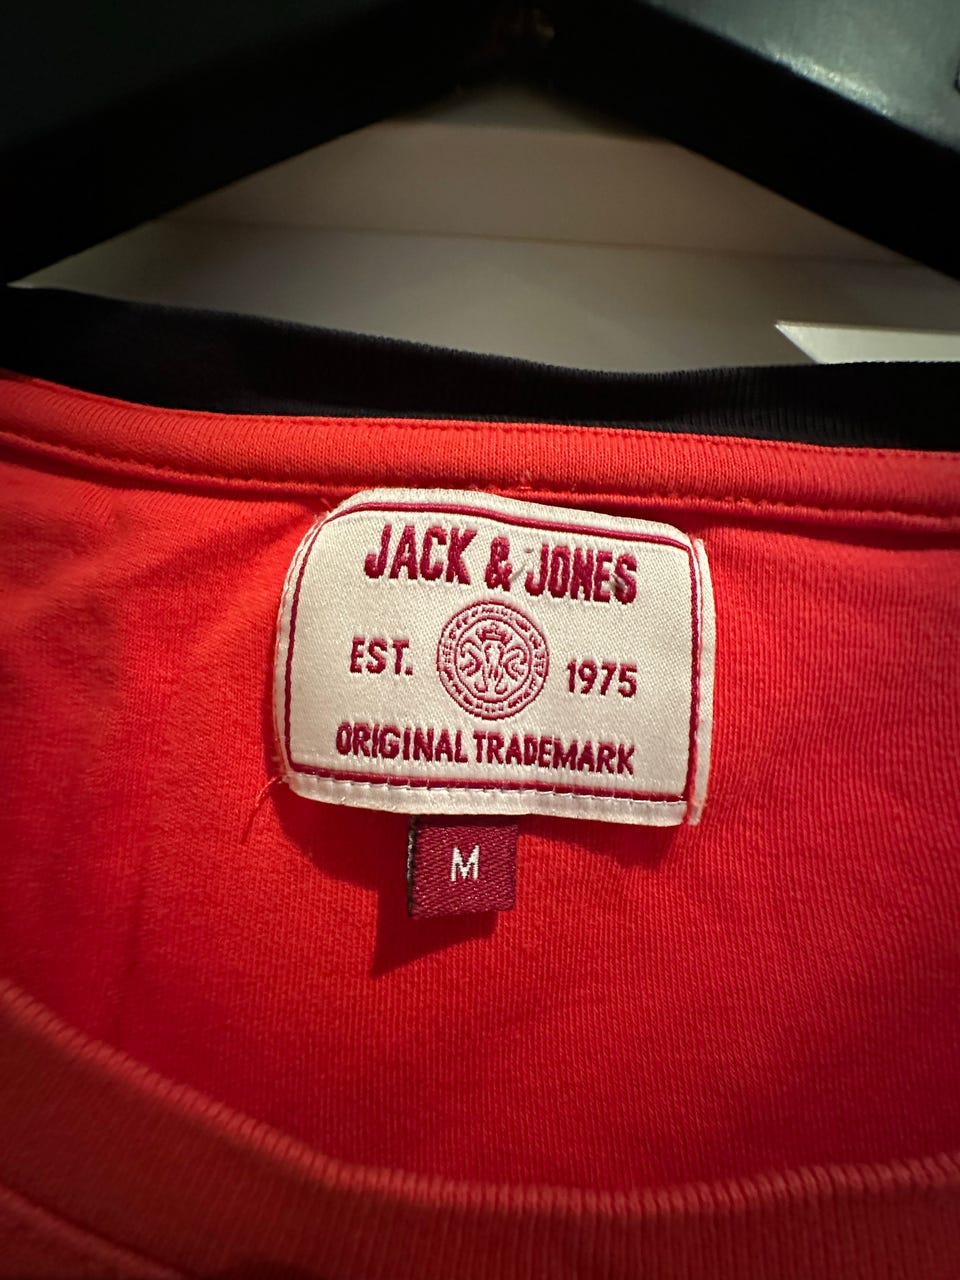 JACK & JONES
EST. 1975
ORIGINAL TRADEMARK
M